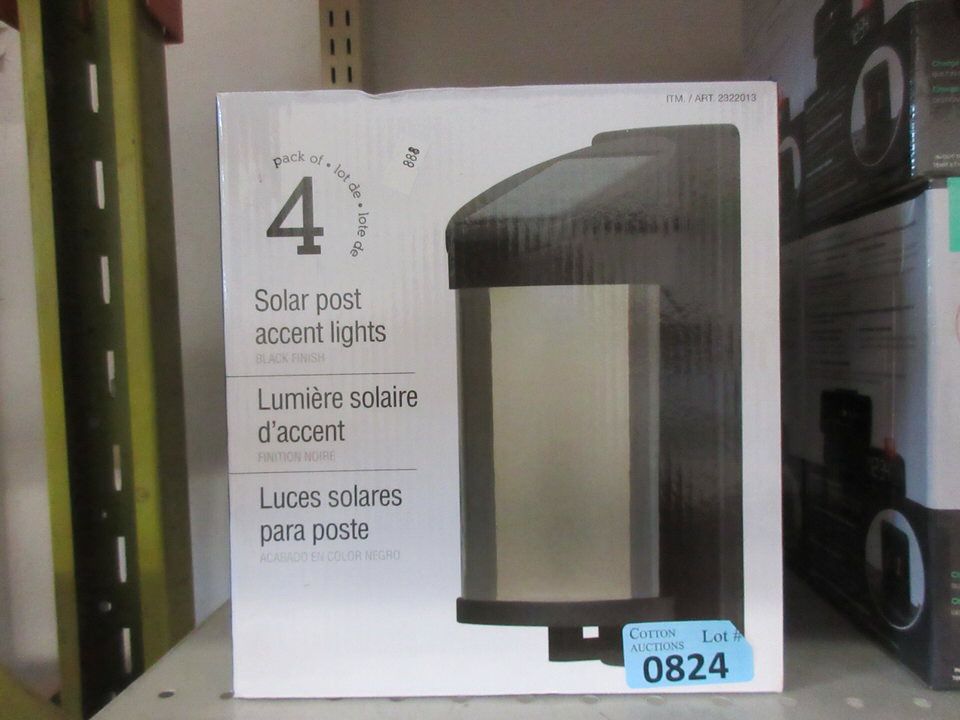 ITM. / ART. 2322013
pack of • lot de • lote de
4
888
Solar post
accent lights
BLACK FINISH
Lumière solaire
d'accent
FINITION NOIRE
Luces solares
para poste
ACABADO EN COLOR NEGRO
COTTON
AUCTIONS
Lot #
0824